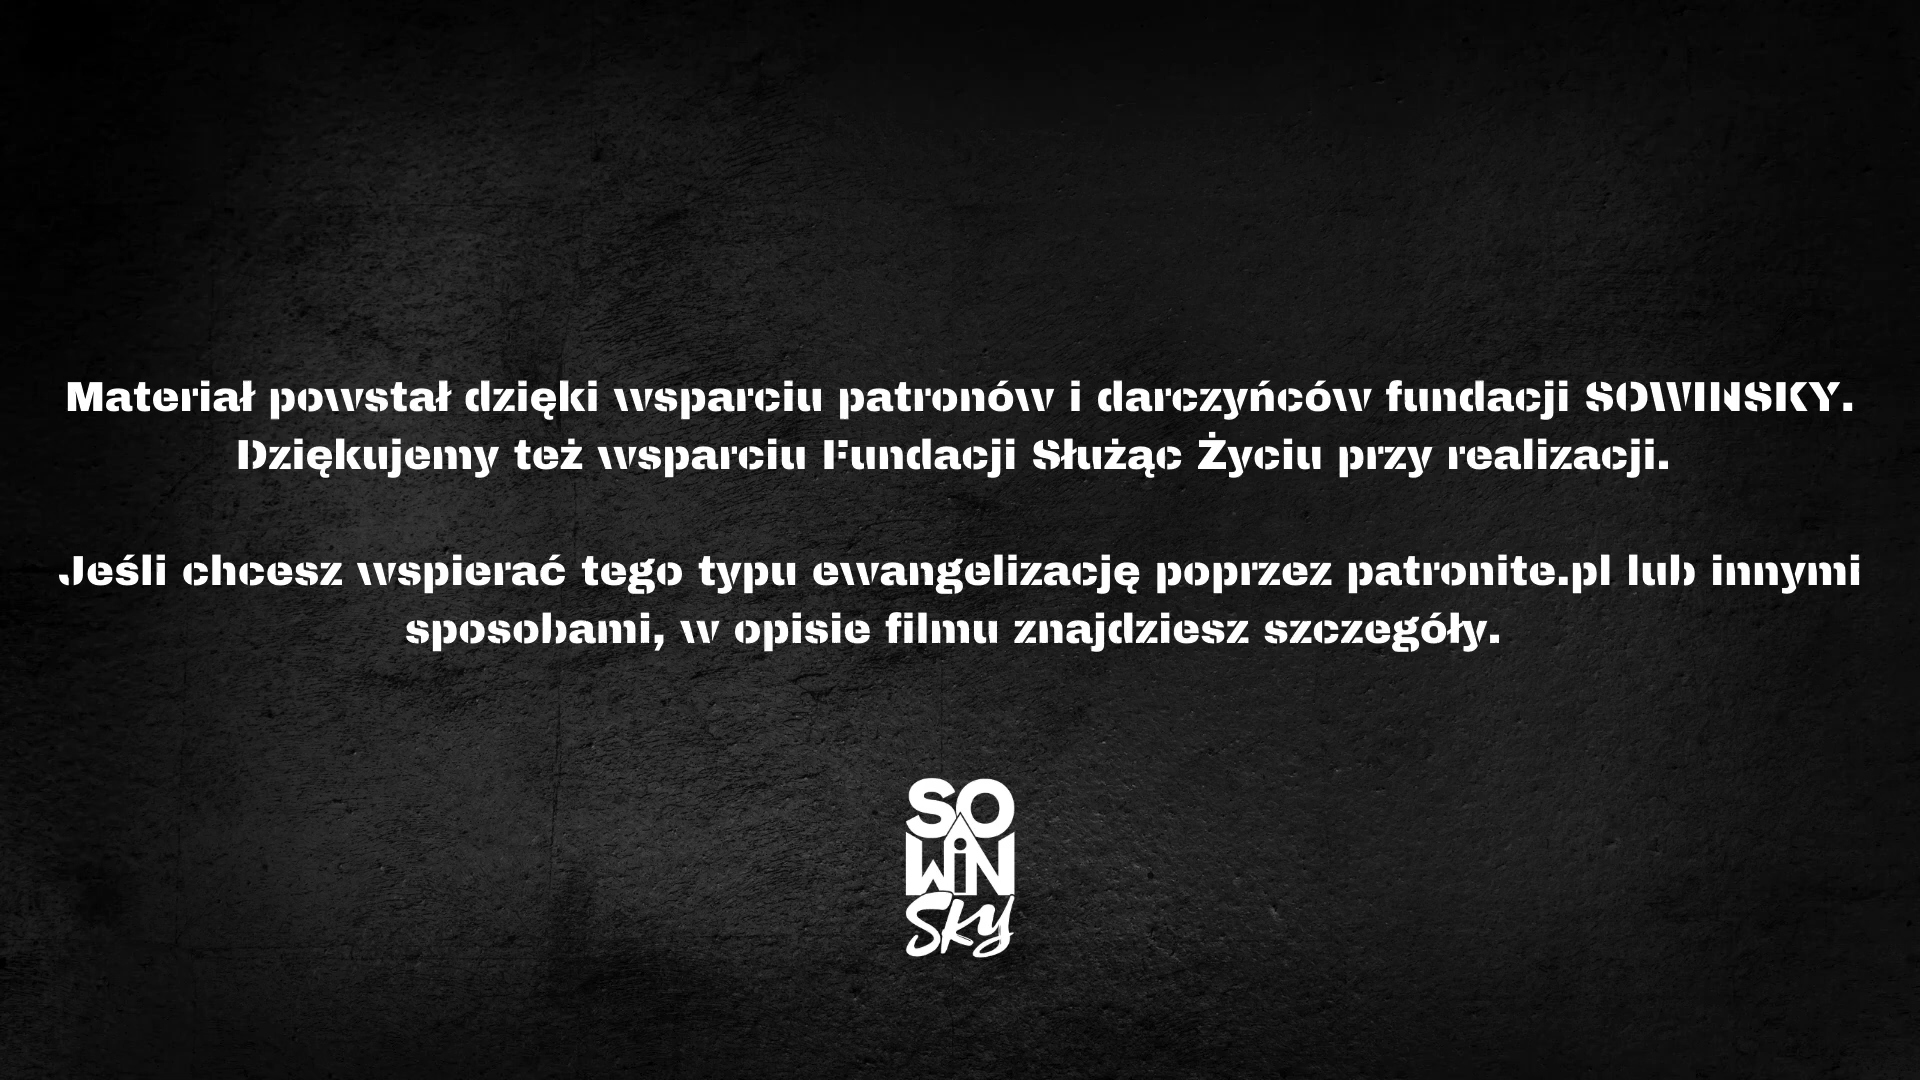 Materiał powstał dzięki wsparciu patronów i darczyńców fundacji SOWINSKY.
Dziękujemy też wsparciu Fundacji Służąc Życiu przy realizacji.
Jeśli chcesz wspierać tego typu ewangelizację poprzez patronite.pl lub innymi
sposobami, w opisie filmu znajdziesz szczegóły.
SO
WiN
Sky